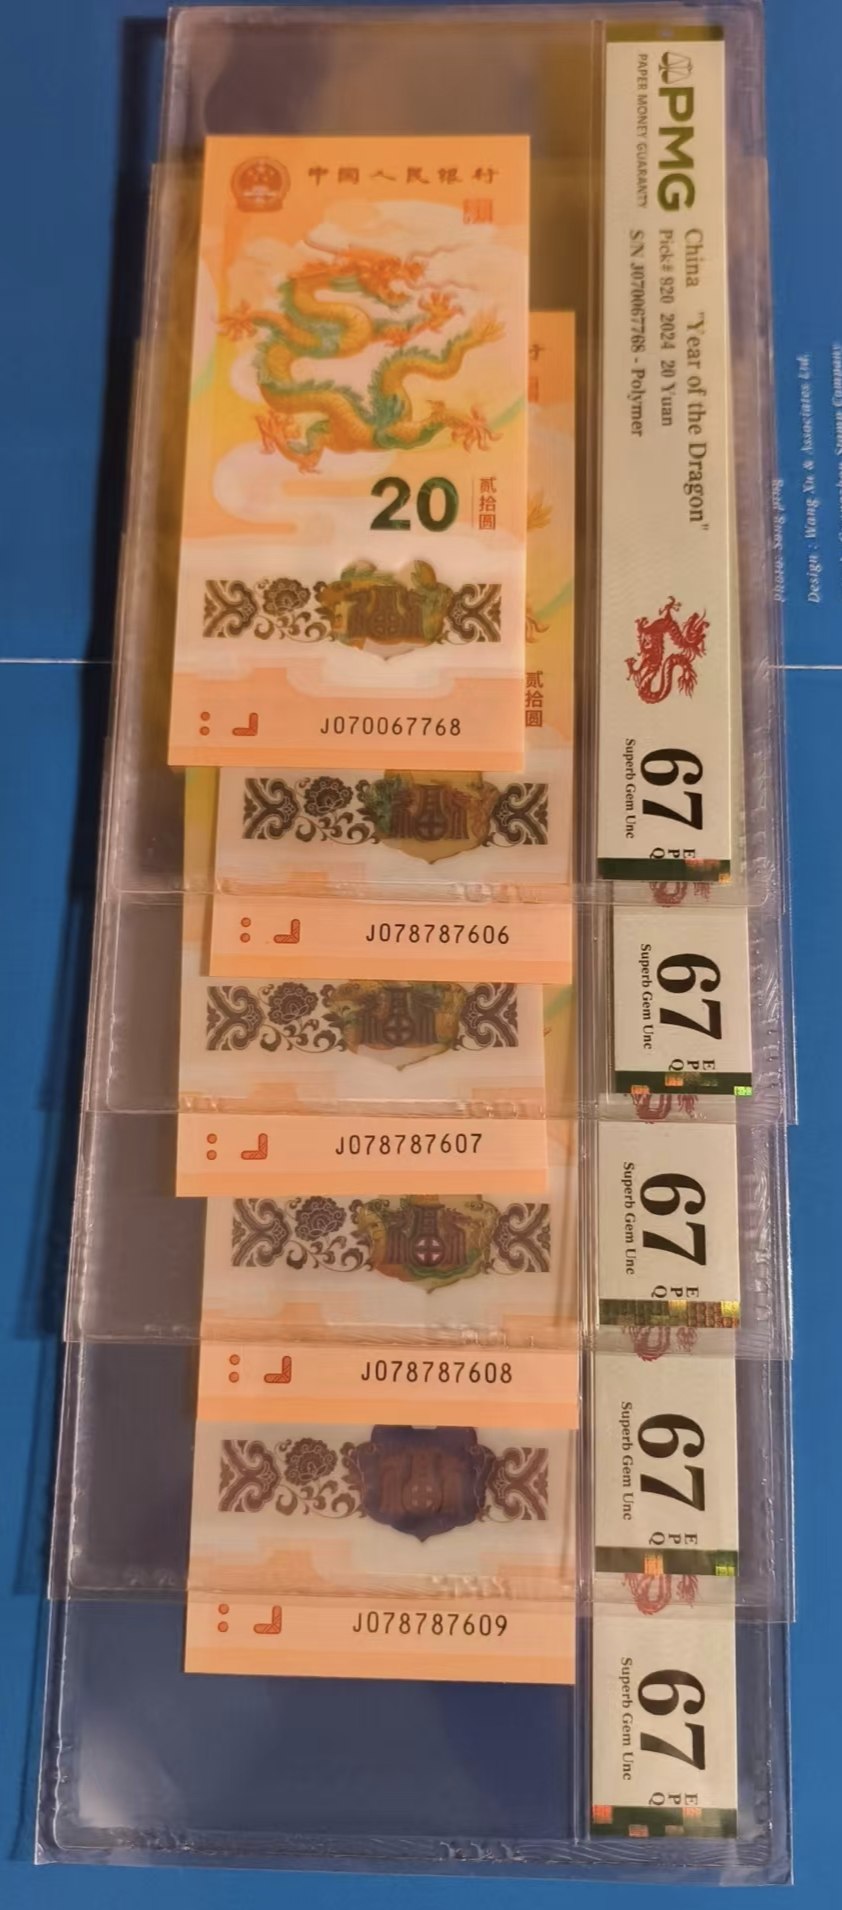 中国人民银行
20
贰拾圆
J070067768
PMG
PAPER MONEY GUARANTY
China "Year of the Dragon"
Pick# 820 2024 20 Yuan
S/N J070067768 - Polymer
67
EPQ
Superb Gem Unc
行
贰拾圆
J078787606
67
EPQ
Superb Gem Unc
J078787607
67
EPQ
Superb Gem Unc
J078787608
67
EPQ
Superb Gem Unc
J078787609
67
EPQ
Superb Gem Unc
Design : Wang Xu & Associates Ltd.